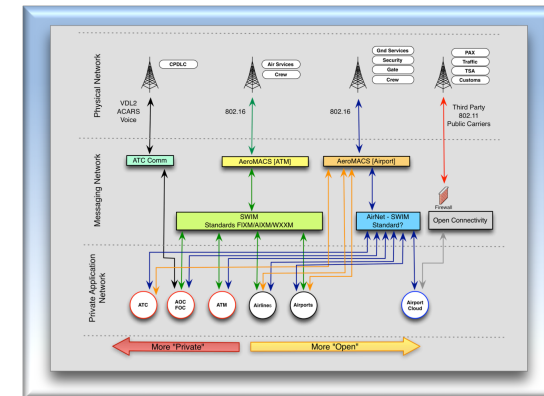 Physical Network
CPDLC
Air Srvices
Crew
Gnd Services
Security
Gate
Crew
PAX
Traffic
TSA
Customs
VDL2
ACARS
Voice
802.16
802.16
Third Party
802.11
Public Carriers
Messaging Network
ATC Comm
AeroMACS [ATM]
AeroMACS [Airport]
Firewall
SWIM
Standards FIXM/AIXM/WXXM
AirNet - SWIM
Standard?
Open Connectivity
Private Application
Network
ATC
AOC
FOC
ATM
Airlines
Airports
Airport
Cloud
More "Private"
More "Open"